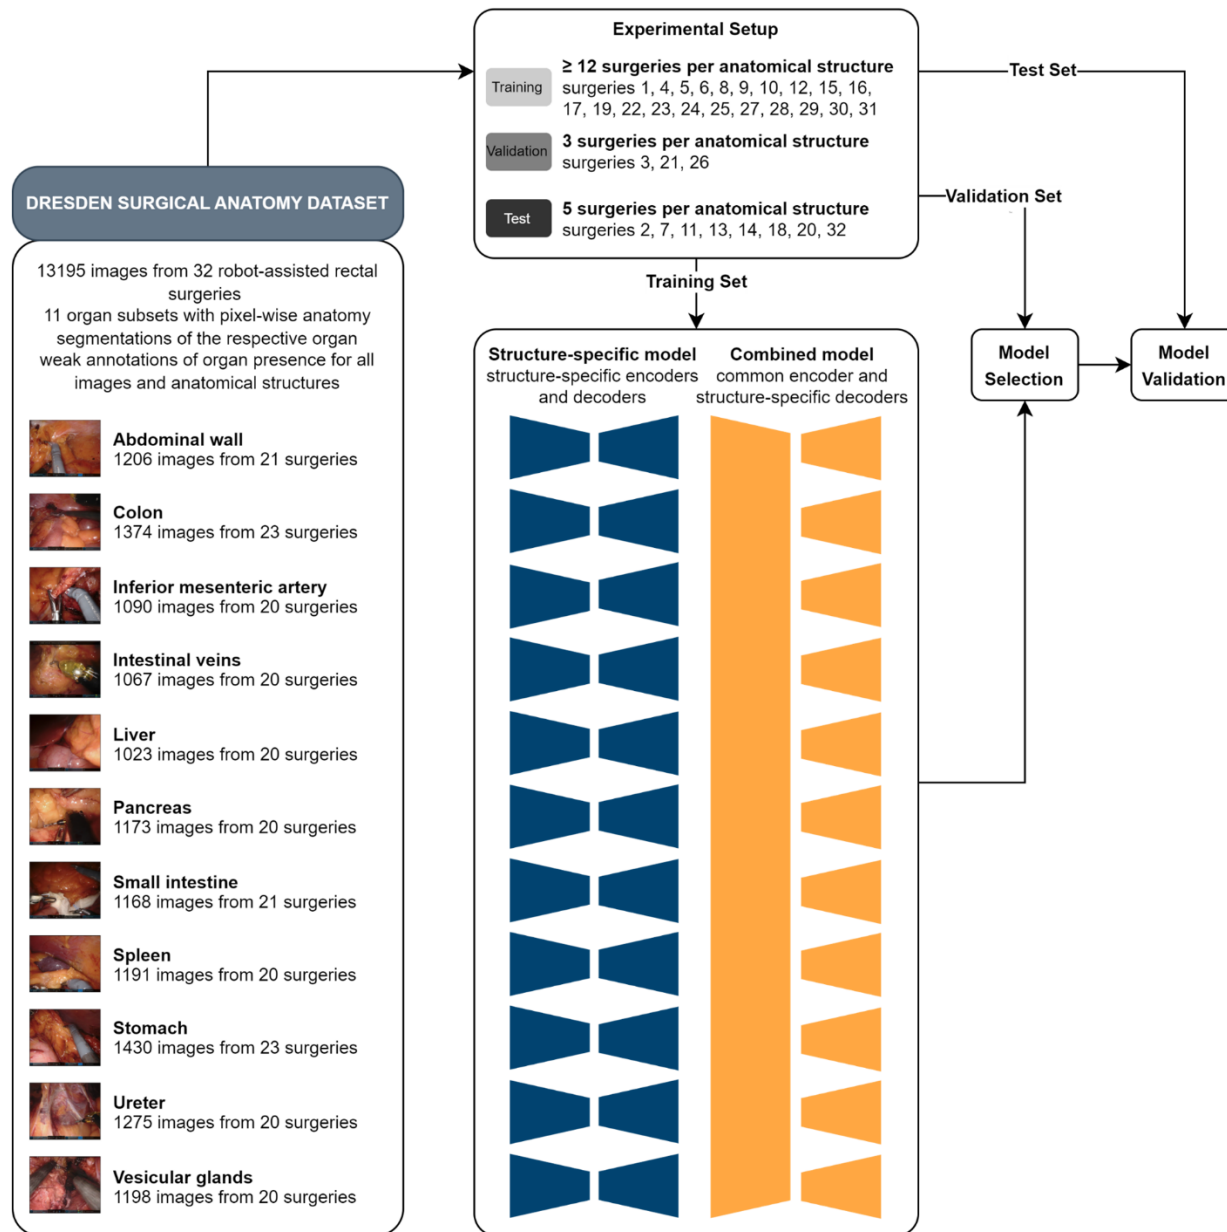 Experimental Setup
Training
≥ 12 surgeries per anatomical structure
surgeries 1, 4, 5, 6, 8, 9, 10, 12, 15, 16,
17, 19, 22, 23, 24, 25, 27, 28, 29, 30, 31
Validation
3 surgeries per anatomical structure
surgeries 3, 21, 26
Test
5 surgeries per anatomical structure
surgeries 2, 7, 11, 13, 14, 18, 20, 32
Test Set
Validation Set
Training Set
DRESDEN SURGICAL ANATOMY DATASET
13195 images from 32 robot-assisted rectal
surgeries
11 organ subsets with pixel-wise anatomy
segmentations of the respective organ
weak annotations of organ presence for all
images and anatomical structures
Abdominal wall
1206 images from 21 surgeries
Colon
1374 images from 23 surgeries
Inferior mesenteric artery
1090 images from 20 surgeries
Intestinal veins
1067 images from 20 surgeries
Liver
1023 images from 20 surgeries
Pancreas
1173 images from 20 surgeries
Small intestine
1168 images from 21 surgeries
Spleen
1191 images from 20 surgeries
Stomach
1430 images from 23 surgeries
Ureter
1275 images from 20 surgeries
Vesicular glands
1198 images from 20 surgeries
Structure-specific model
structure-specific encoders
and decoders
Combined model
common encoder and
structure-specific decoders
Model
Selection
Model
Validation